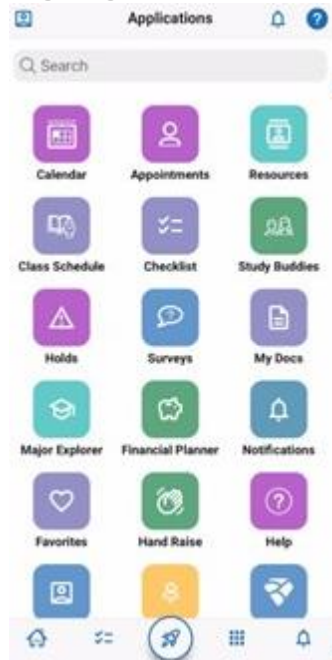 Applications
Search
Calendar Appointments Resources
Class Schedule Checklist Study Buddies
Holds Surveys My Docs
Major Explorer Financial Planner Notifications
Favorites Hand Raise Help